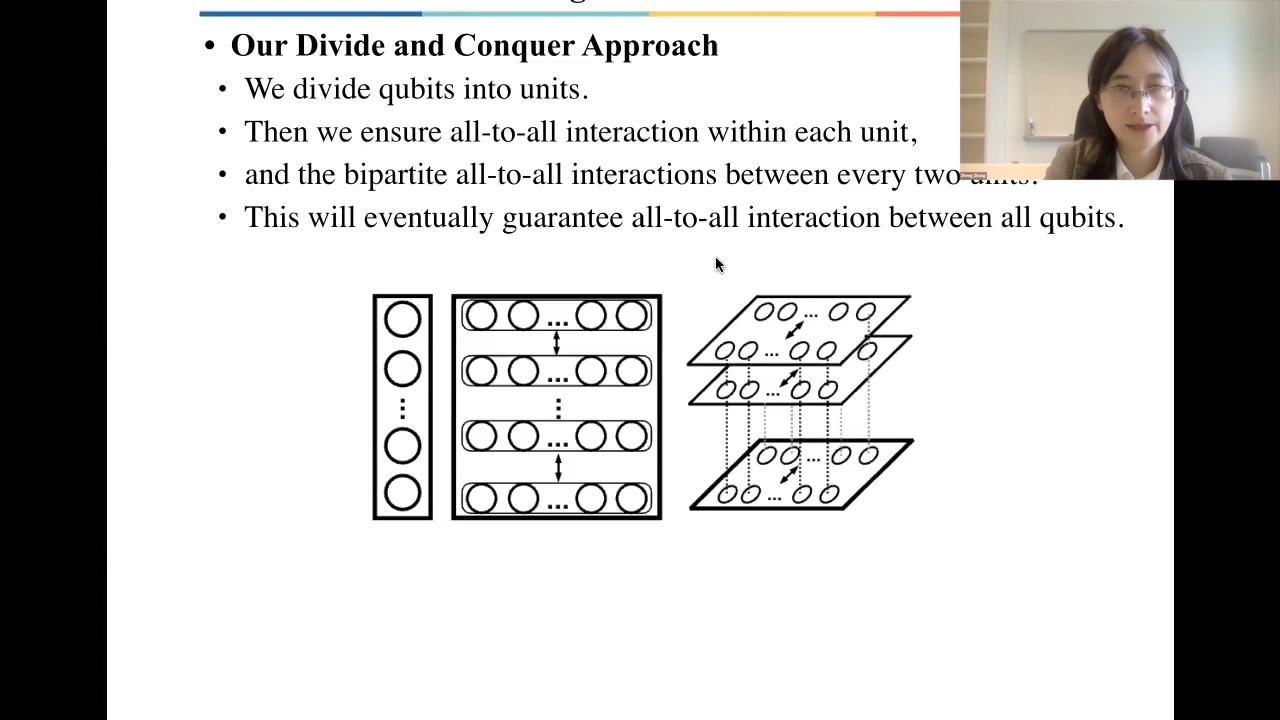 • Our Divide and Conquer Approach
• We divide qubits into units.
• Then we ensure all-to-all interaction within each unit,
• and the bipartite all-to-all interactions between every two units.
• This will eventually guarantee all-to-all interaction between all qubits.